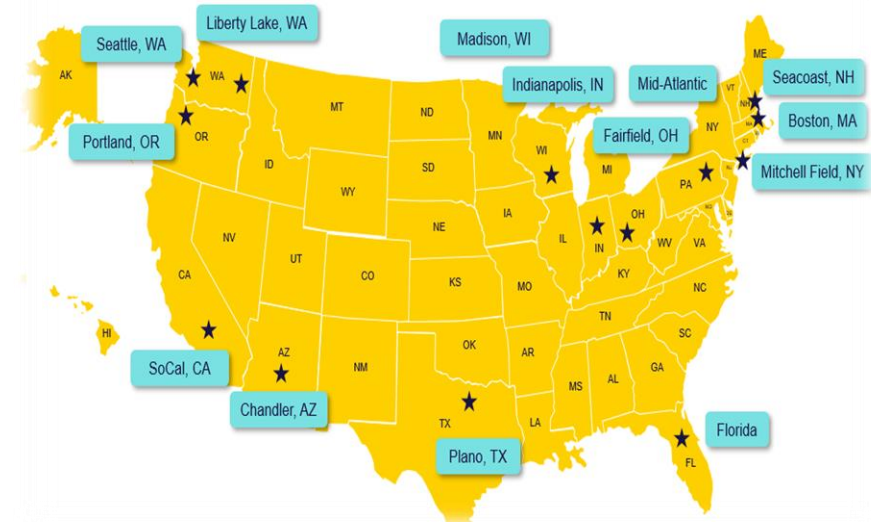 Liberty Lake, WA
Seattle, WA
Madison, WI
Indianapolis, IN
Mid-Atlantic
Seacoast, NH
Portland, OR
Fairfield, OH
Boston, MA
Mitchell Field, NY
SoCal, CA
Chandler, AZ
Plano, TX
Florida
AK
WA
OR
ID
MT
ND
MN
WI
MI
NY
VT
NH
ME
MA
CT
SD
WY
NV
UT
CA
NE
IA
IL
IN
OH
PA
NJ
WV
VA
CO
KS
MO
KY
NC
TN
SC
HI
AZ
NM
OK
AR
MS
AL
GA
TX
LA
FL